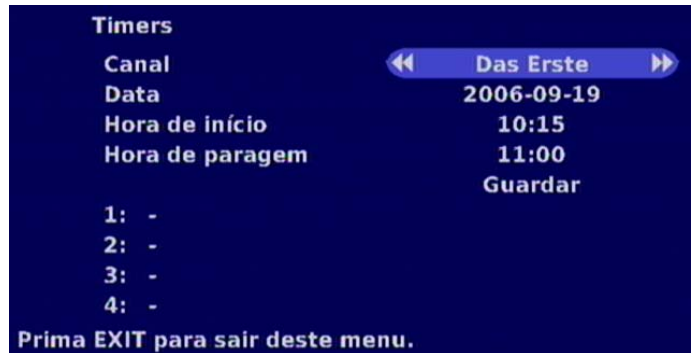 Timers
Canal Das Erste
Data 2006-09-19
Hora de início 10:15
Hora de paragem 11:00
Guardar
1: -
2: -
3: -
4: -
Prima EXIT para sair deste menu.